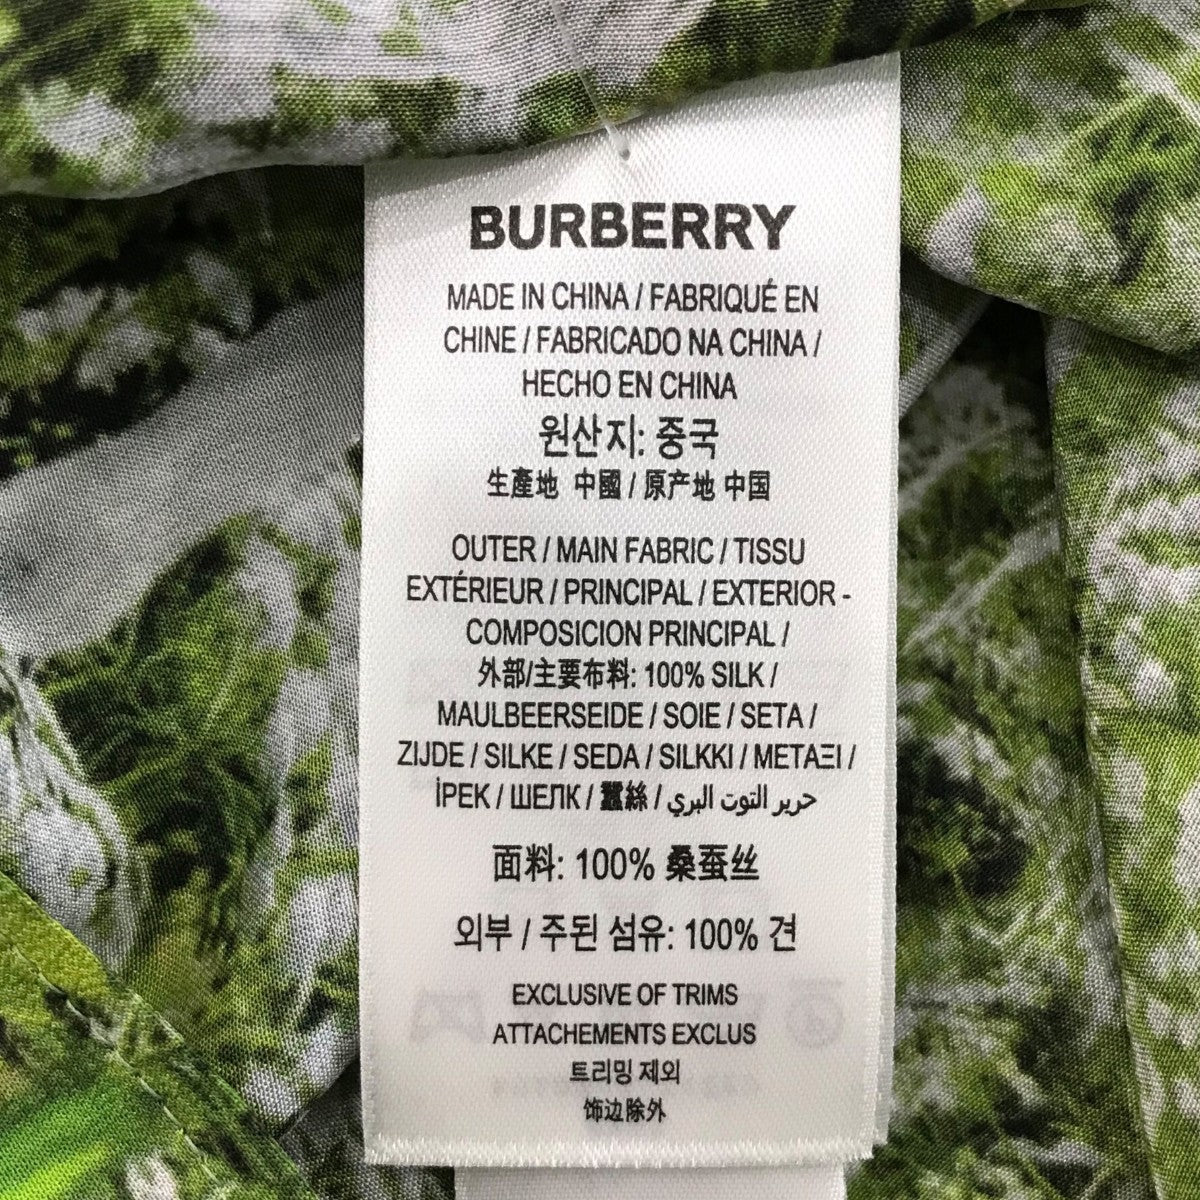 BURBERRY
MADE IN CHINA / FABRIQUÉ EN
CHINE / FABRICADO NA CHINA /
HECHO EN CHINA
원산지: 중국
生產地 中國 / 原产地 中国
OUTER / MAIN FABRIC / TISSU
EXTÉRIEUR / PRINCIPAL / EXTERIOR -
COMPOSICION PRINCIPAL /
外部/主要布料: 100% SILK /
MAULBEERSEIDE / SOIE / SETA /
ZIJDE / SILKE / SEDA / SILKKI / ΜΕΤΑΞΙ /
İPEK / ШЕЛК / 蠶絲 / حرير التوت البري
面料: 100% 桑蚕丝
외부 / 주된 섬유: 100% 견
EXCLUSIVE OF TRIMS
ATTACHEMENTS EXCLUS
트리밍 제외
饰边除外